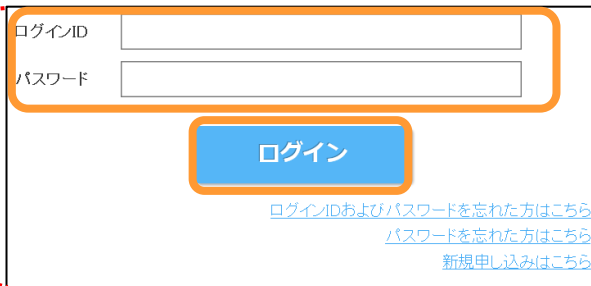 ログインID
パスワード
ログイン
ログインIDおよびパスワードを忘れた方はこちら
パスワードを忘れた方はこちら
新規申し込みはこちら